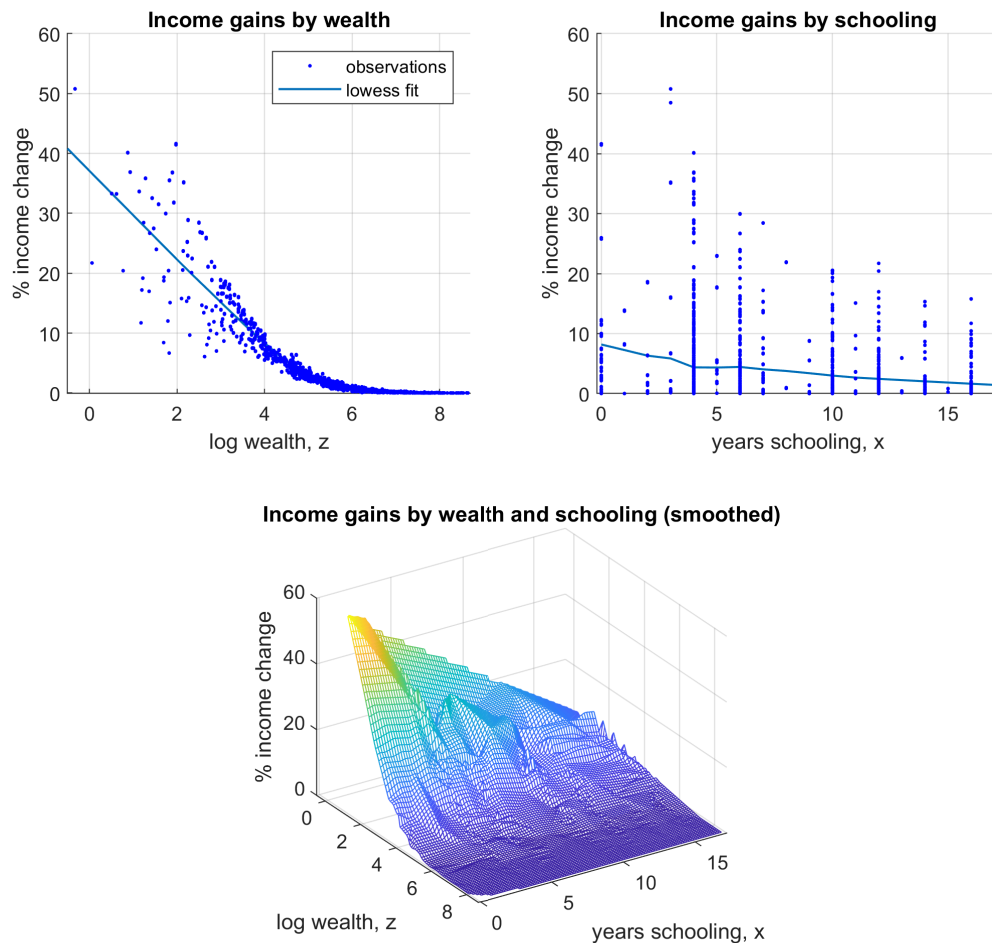 Income gains by wealth
60
50
40
30
20
10
0
% income change
observations
lowess fit
0 2 4 6 8
log wealth, z
Income gains by schooling
60
50
40
30
20
10
0
% income change
0 5 10 15
years schooling, x
Income gains by wealth and schooling (smoothed)
60
40
20
0
% income change
0
2
4
6
8
log wealth, z
0
5
10
15
years schooling, x